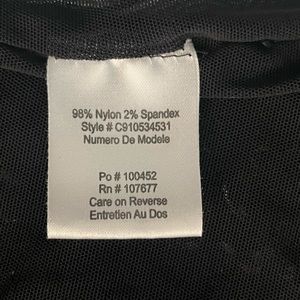 98% Nylon 2% Spandex
Style # C910534531
Numero De Modele
Po # 100452
Rn # 107677
Care on Reverse
Entretien Au Dos